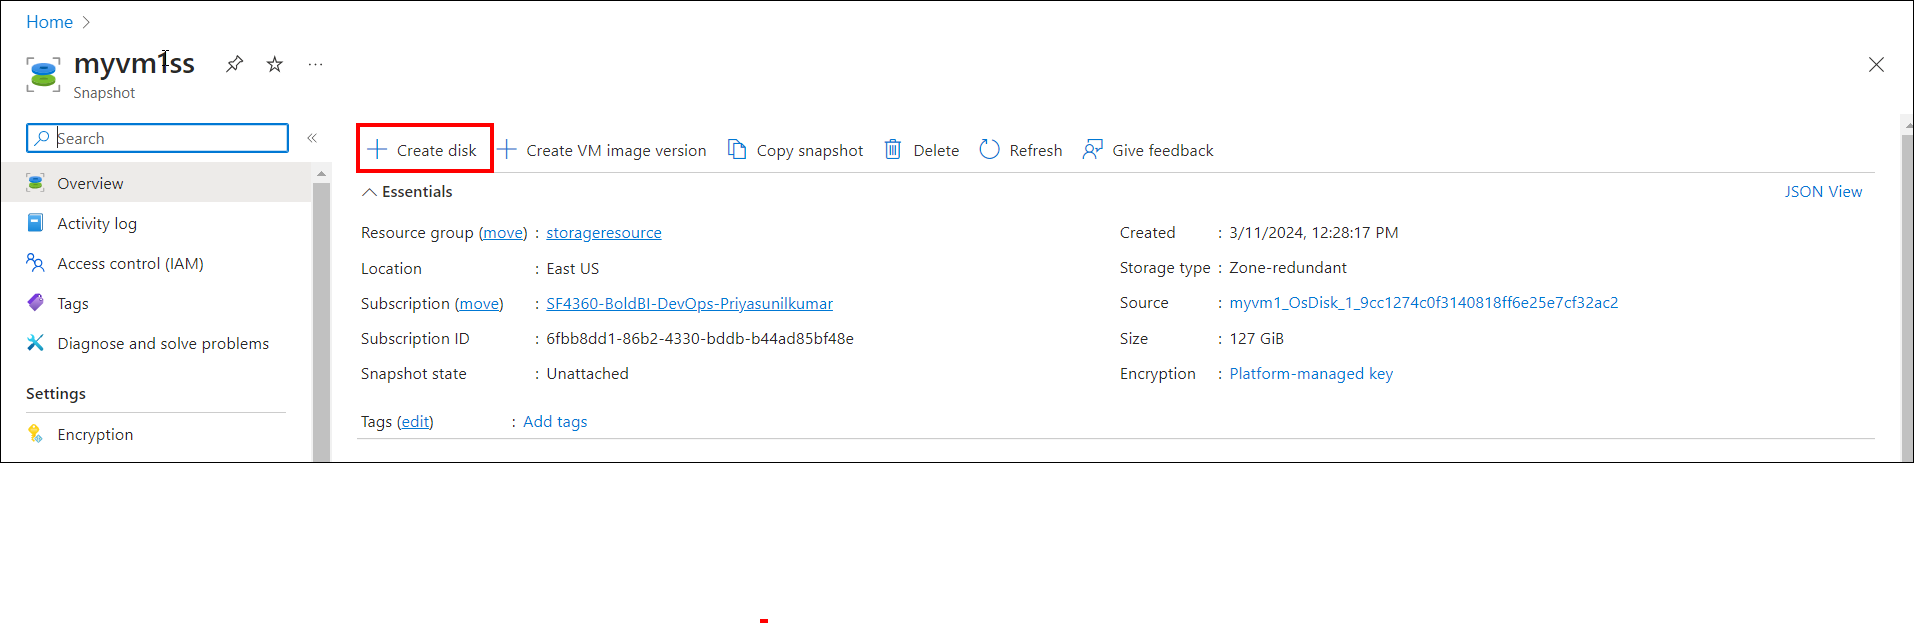 Home
myvm1ss
Snapshot
Search
Overview
Activity log
Access control (IAM)
Tags
Diagnose and solve problems
Settings
Encryption
Create disk
Create VM image version
Copy snapshot
Delete
Refresh
Give feedback
Essentials
JSON View
Resource group (move) : storageresource
Location : East US
Subscription (move) : SF4360-BoldBI-DevOps-Priyasunilkumar
Subscription ID : 6fbb8dd1-86b2-4330-bddb-b44ad85bf48e
Snapshot state : Unattached
Created : 3/11/2024, 12:28:17 PM
Storage type : Zone-redundant
Source : myvm1_OsDisk_1_9cc1274c0f3140818ff6e25e7cf32ac2
Size : 127 GiB
Encryption : Platform-managed key
Tags (edit) : Add tags